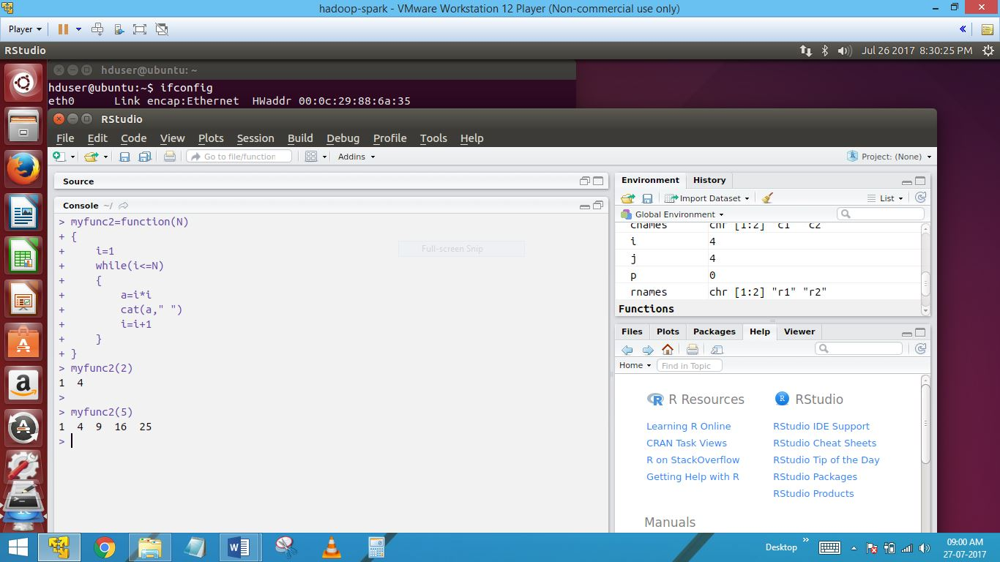 hadoop-spark - VMware Workstation 12 Player (Non-commercial use only)
Player
RStudio
Jul 26 2017 8:30:25 PM
hduser@ubuntu: ~
hduser@ubuntu:~$ ifconfig
eth0      Link encap:Ethernet  HWaddr 00:0c:29:88:6a:35
RStudio
File Edit Code View Plots Session Build Debug Profile Tools Help
Go to file/function
Addins
Project: (None)
Source
Console ~/
> myfunc2=function(N)
+ {
+     i=1
+     while(i<=N)
+     {
+         a=i*i
+         cat(a," ")
+         i=i+1
+     }
+ }
> myfunc2(2)
1  4
>
> myfunc2(5)
1  4  9  16  25
>
Full-screen Snip
Environment History
Import Dataset
List
Global Environment
cnames chr [1:2] "c1" "c2"
i 4
j 4
p 0
rnames chr [1:2] "r1" "r2"
Functions
Files Plots Packages Help Viewer
Home
Find in Topic
R Resources
Learning R Online
CRAN Task Views
R on StackOverflow
Getting Help with R
RStudio
RStudio IDE Support
RStudio Cheat Sheets
RStudio Tip of the Day
RStudio Packages
RStudio Products
Manuals
Desktop
09:00 AM
27-07-2017